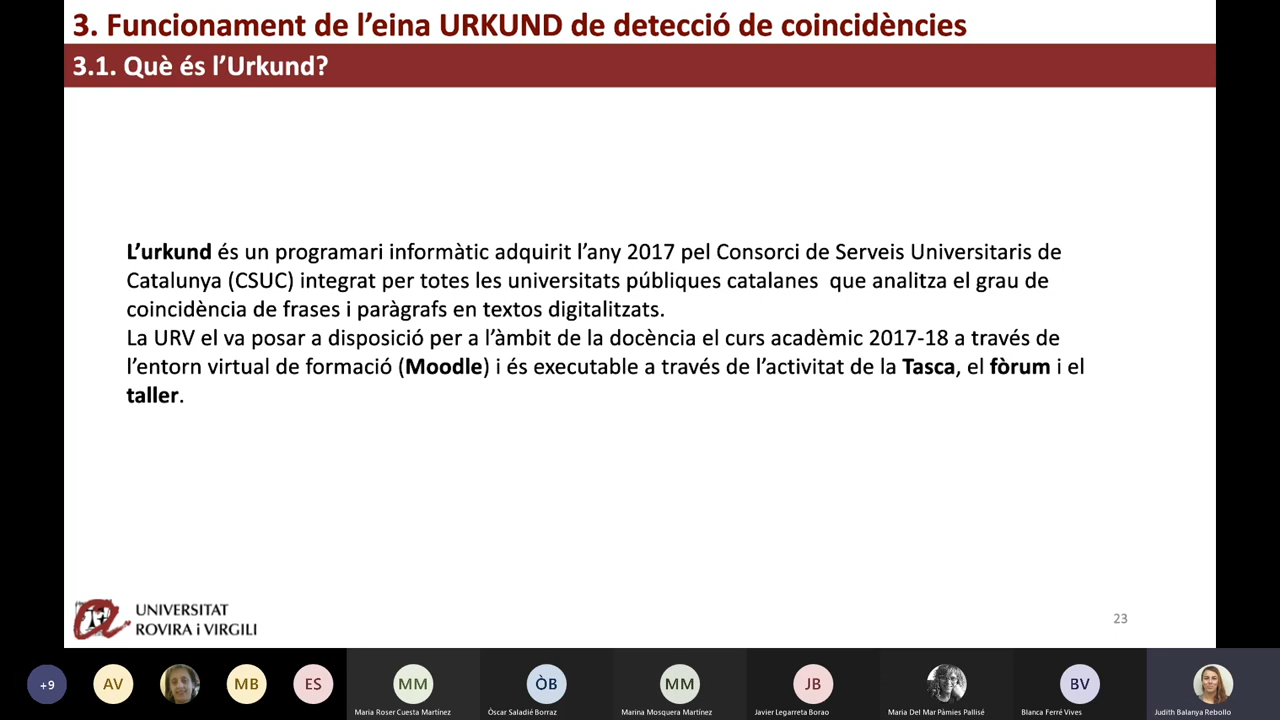 3. Funcionament de l’eina URKUND de detecció de coincidències
3.1. Què és l’Urkund?
L’urkund és un programari informàtic adquirit l’any 2017 pel Consorci de Serveis Universitaris de
Catalunya (CSUC) integrat per totes les universitats públiques catalanes  que analitza el grau de
coincidència de frases i paràgrafs en textos digitalitzats.
La URV el va posar a disposició per a l’àmbit de la docència el curs acadèmic 2017-18 a través de
l’entorn virtual de formació (Moodle) i és executable a través de l’activitat de la Tasca, el fòrum i el
taller.
UNIVERSITAT
ROVIRA i VIRGILI
23
+9
AV
MB
ES
MM
ÒB
MM
JB
BV
Maria Roser Cuesta Martínez
Òscar Saladié Borraz
Marina Mosquera Martínez
Javier Legarreta Borao
Maria Del Mar Pàmies Pallisé
Blanca Ferré Vives
Judith Balanya Rebollo